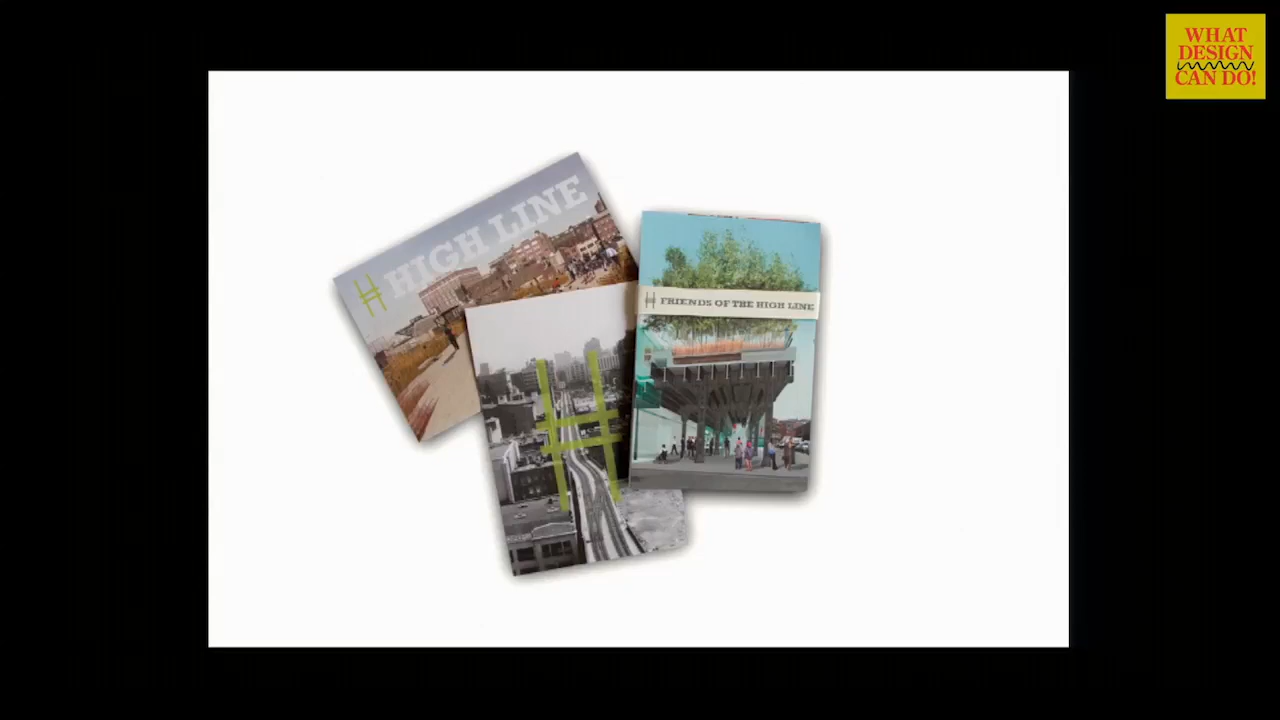 WHAT
DESIGN
CAN DO!
HIGH LINE
FRIENDS OF THE HIGH LINE